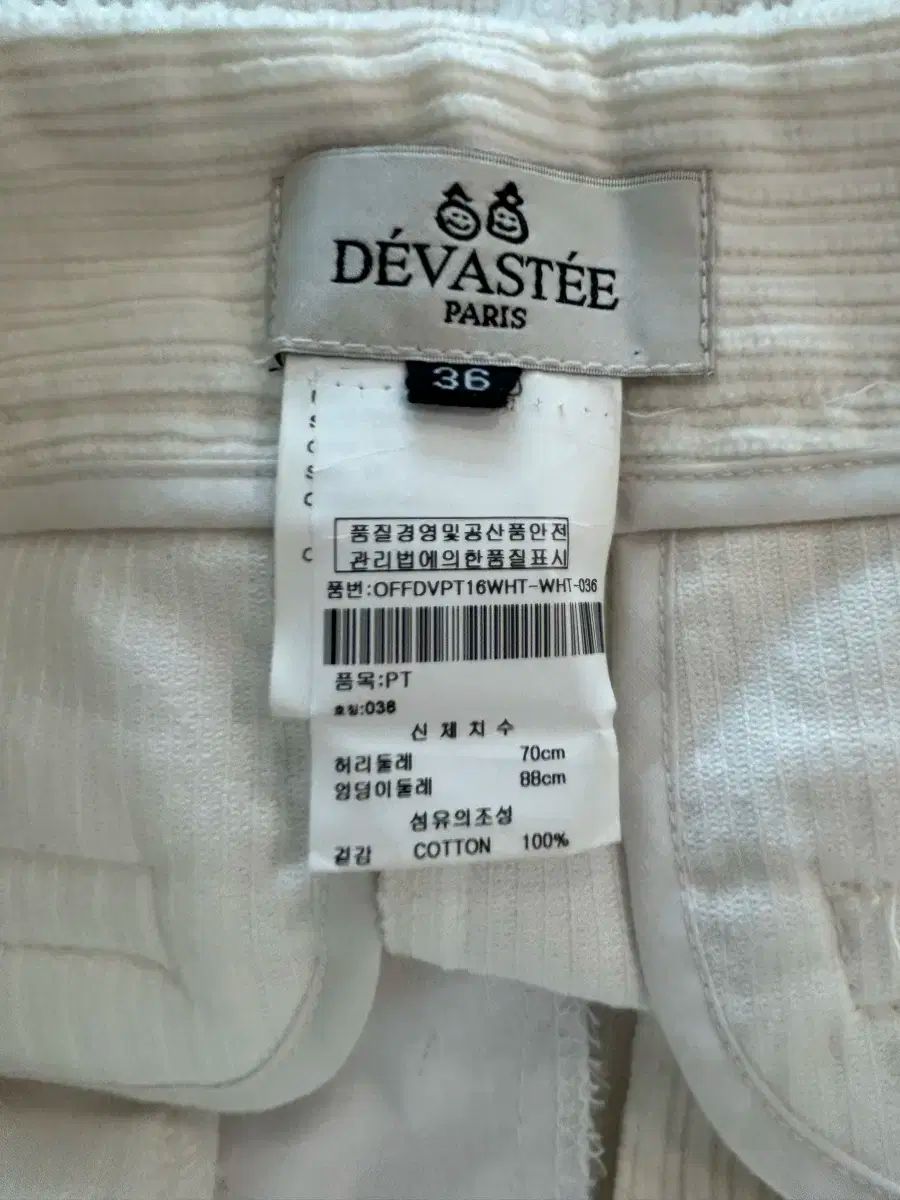 DÉVASTÉE
PARIS
36
품질경영및공산품안전
관리법에의한품질표시
품번:OFFDVPT16WHT-WHT-036
품목:PT
호칭:036
신체치수
허리둘레 70cm
엉덩이둘레 88cm
섬유의조성
겉감 COTTON 100%